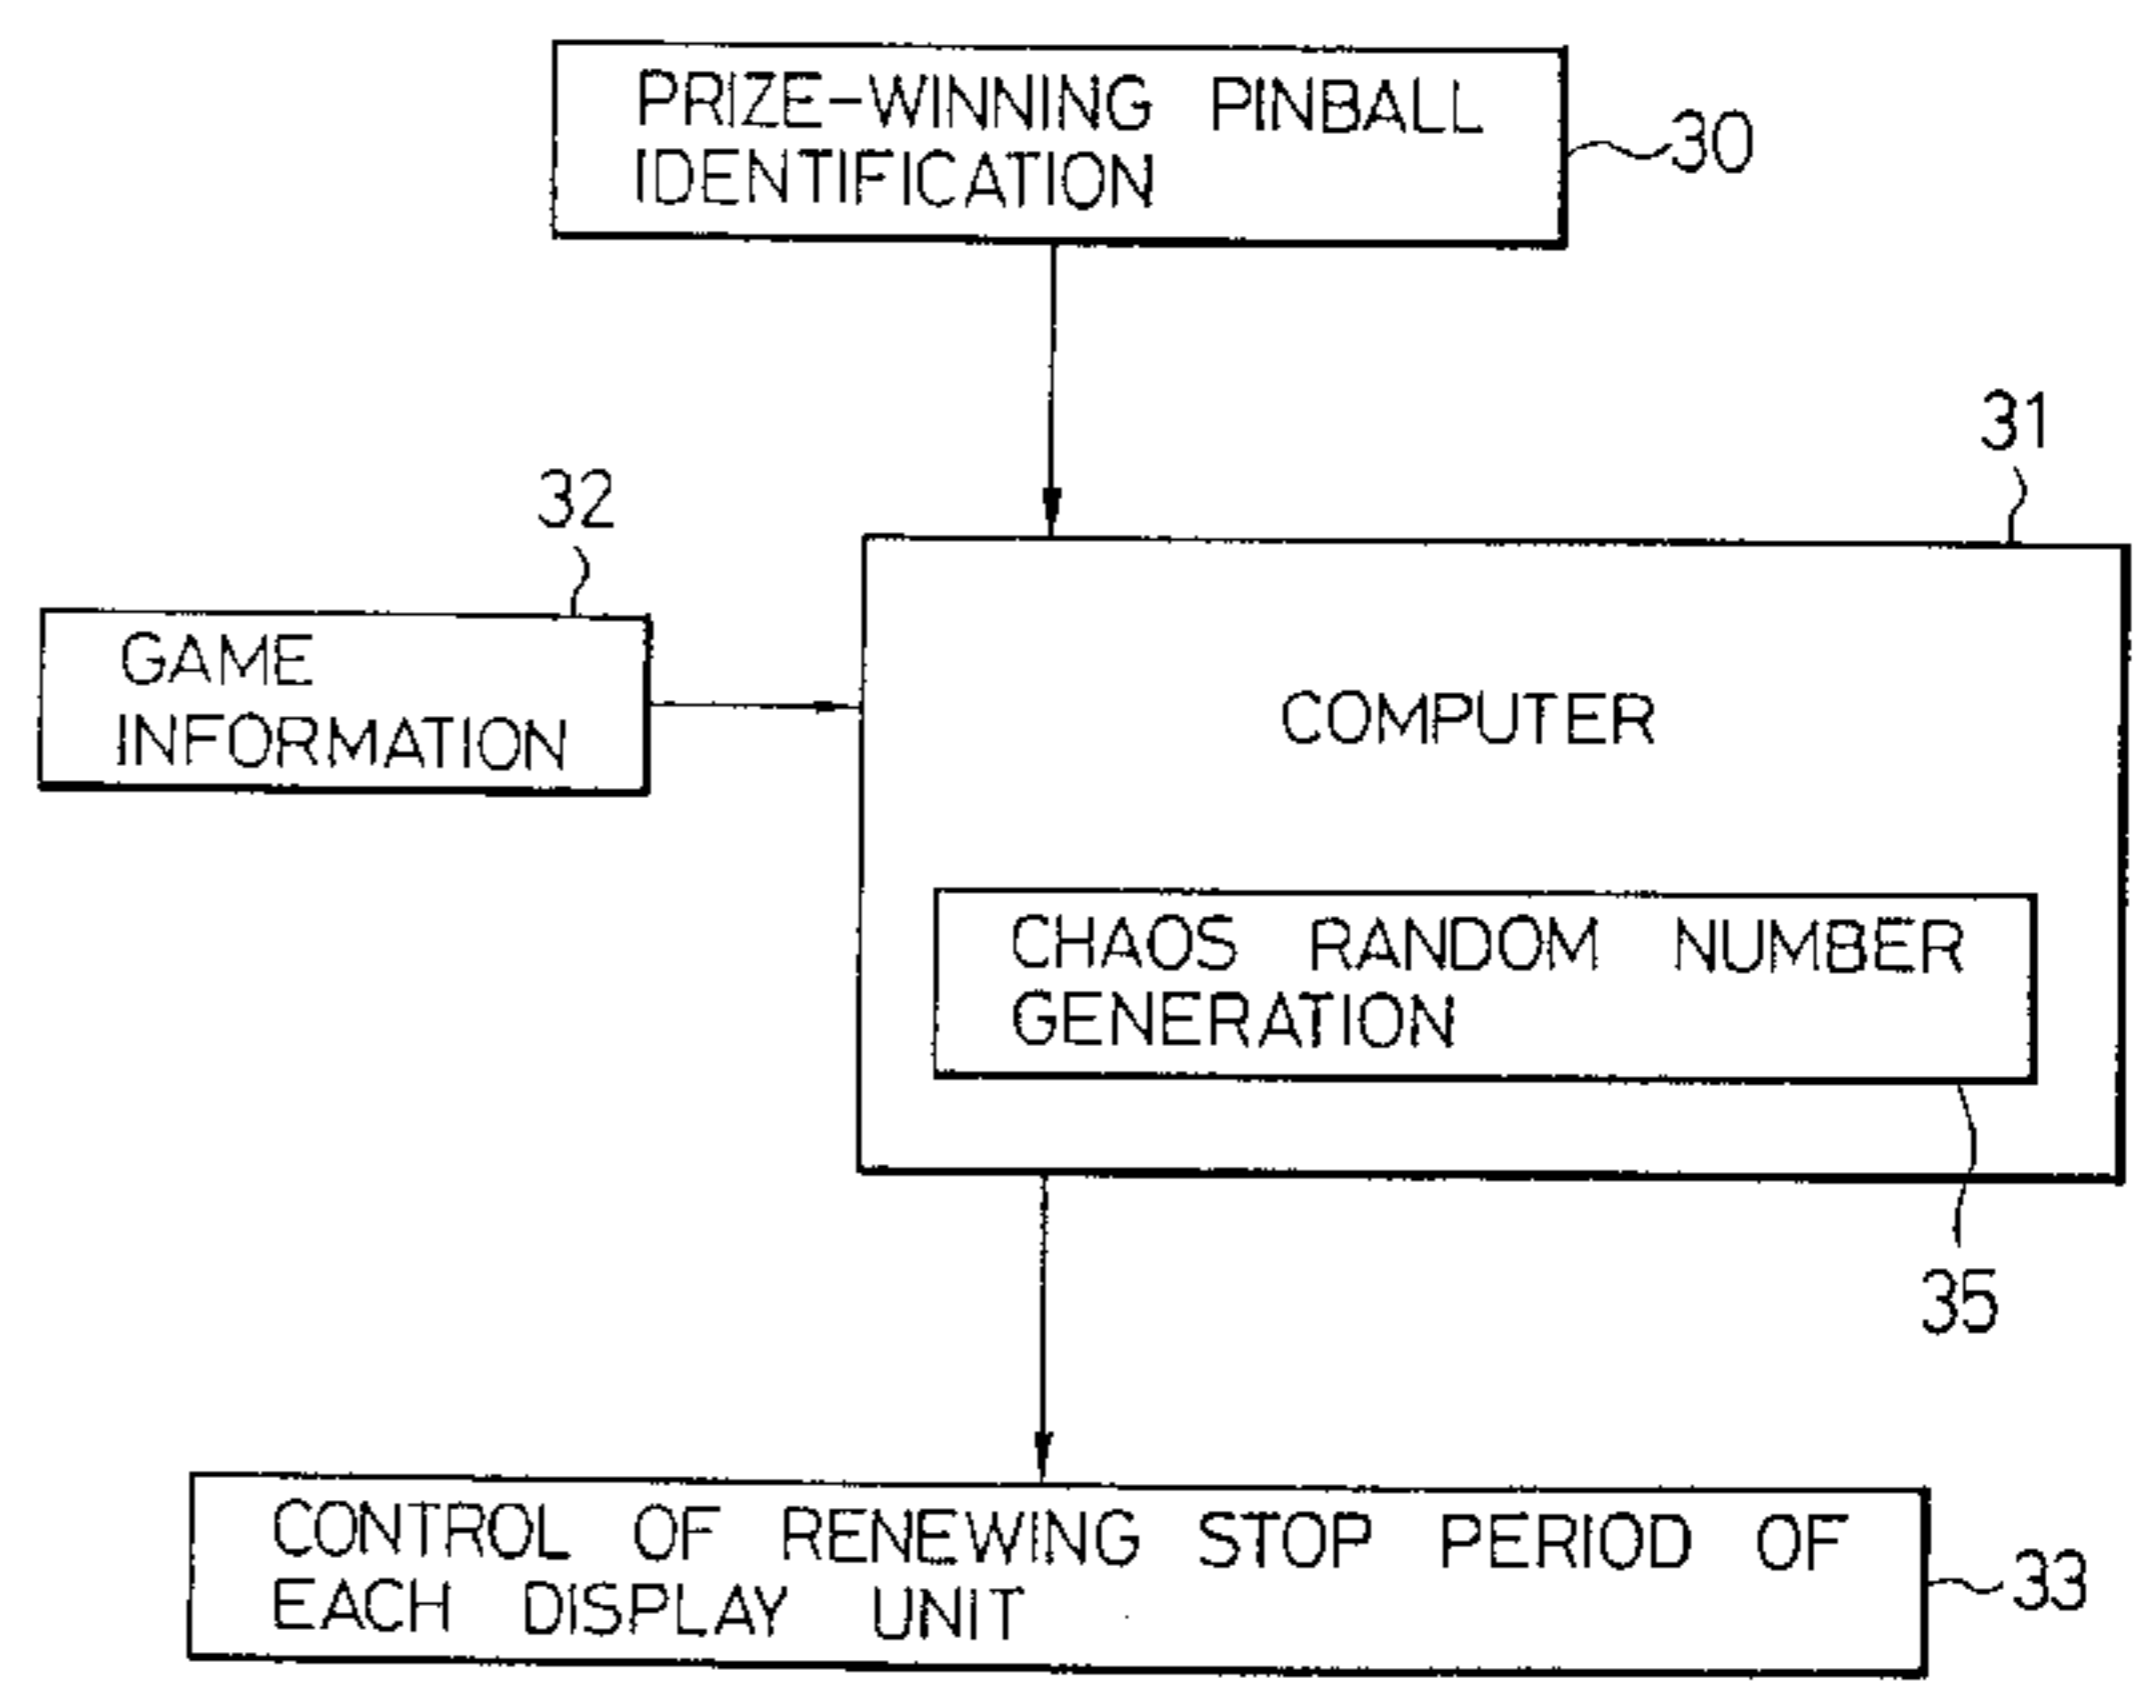 PRIZE-WINNING PINBALL
IDENTIFICATION
30
31
32
GAME
INFORMATION
COMPUTER
CHAOS RANDOM NUMBER
GENERATION
35
CONTROL OF RENEWING STOP PERIOD OF
EACH DISPLAY UNIT
33